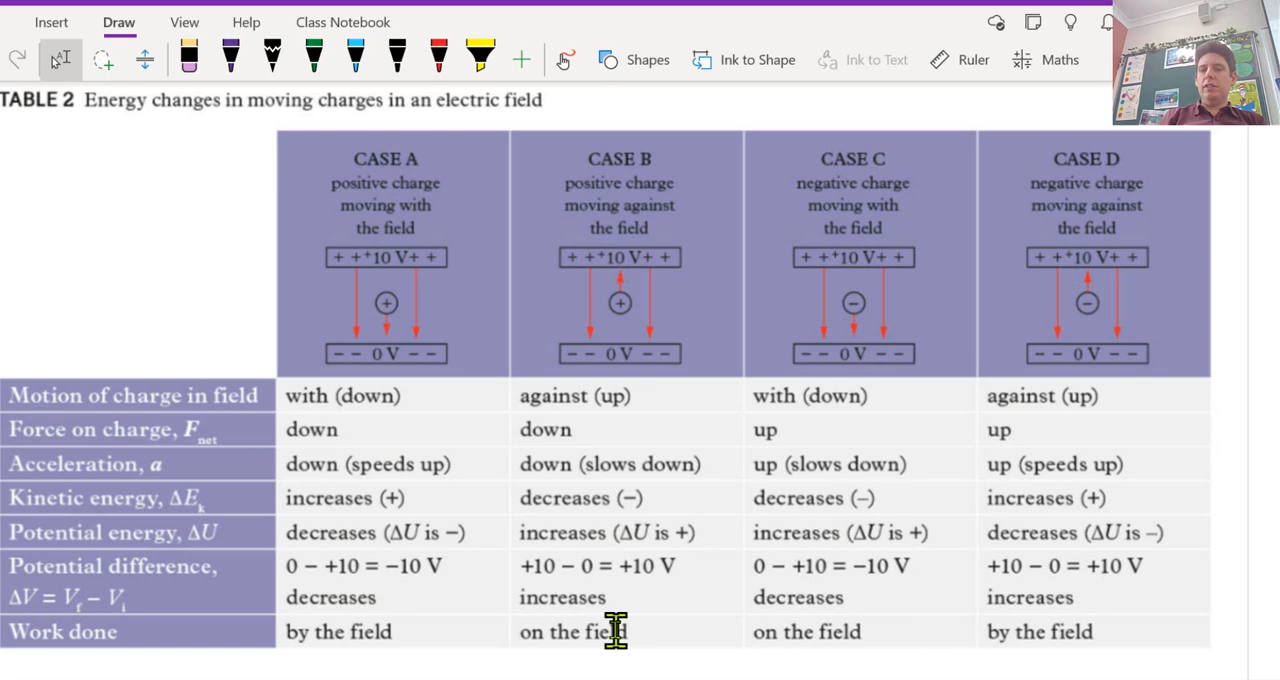 Insert Draw View Help Class Notebook
Shapes Ink to Shape Ink to Text Ruler Maths
TABLE 2 Energy changes in moving charges in an electric field
CASE A CASE B CASE C CASE D
positive charge positive charge negative charge negative charge
moving with moving against moving with moving against
the field the field the field the field
+ + +10 V+ + + + +10 V+ + + + +10 V+ + + + +10 V+ +
+ + − −
− − 0 V − − − − 0 V − − − − 0 V − − − − 0 V − −
Motion of charge in field with (down) against (up) with (down) against (up)
Force on charge, Fnet down down up up
Acceleration, a down (speeds up) down (slows down) up (slows down) up (speeds up)
Kinetic energy, ΔEk increases (+) decreases (−) decreases (−) increases (+)
Potential energy, ΔU decreases (ΔU is −) increases (ΔU is +) increases (ΔU is +) decreases (ΔU is −)
Potential difference, 0 − +10 = −10 V +10 − 0 = +10 V 0 − +10 = −10 V +10 − 0 = +10 V
ΔV = Vf − Vi decreases increases decreases increases
Work done by the field on the field on the field by the field